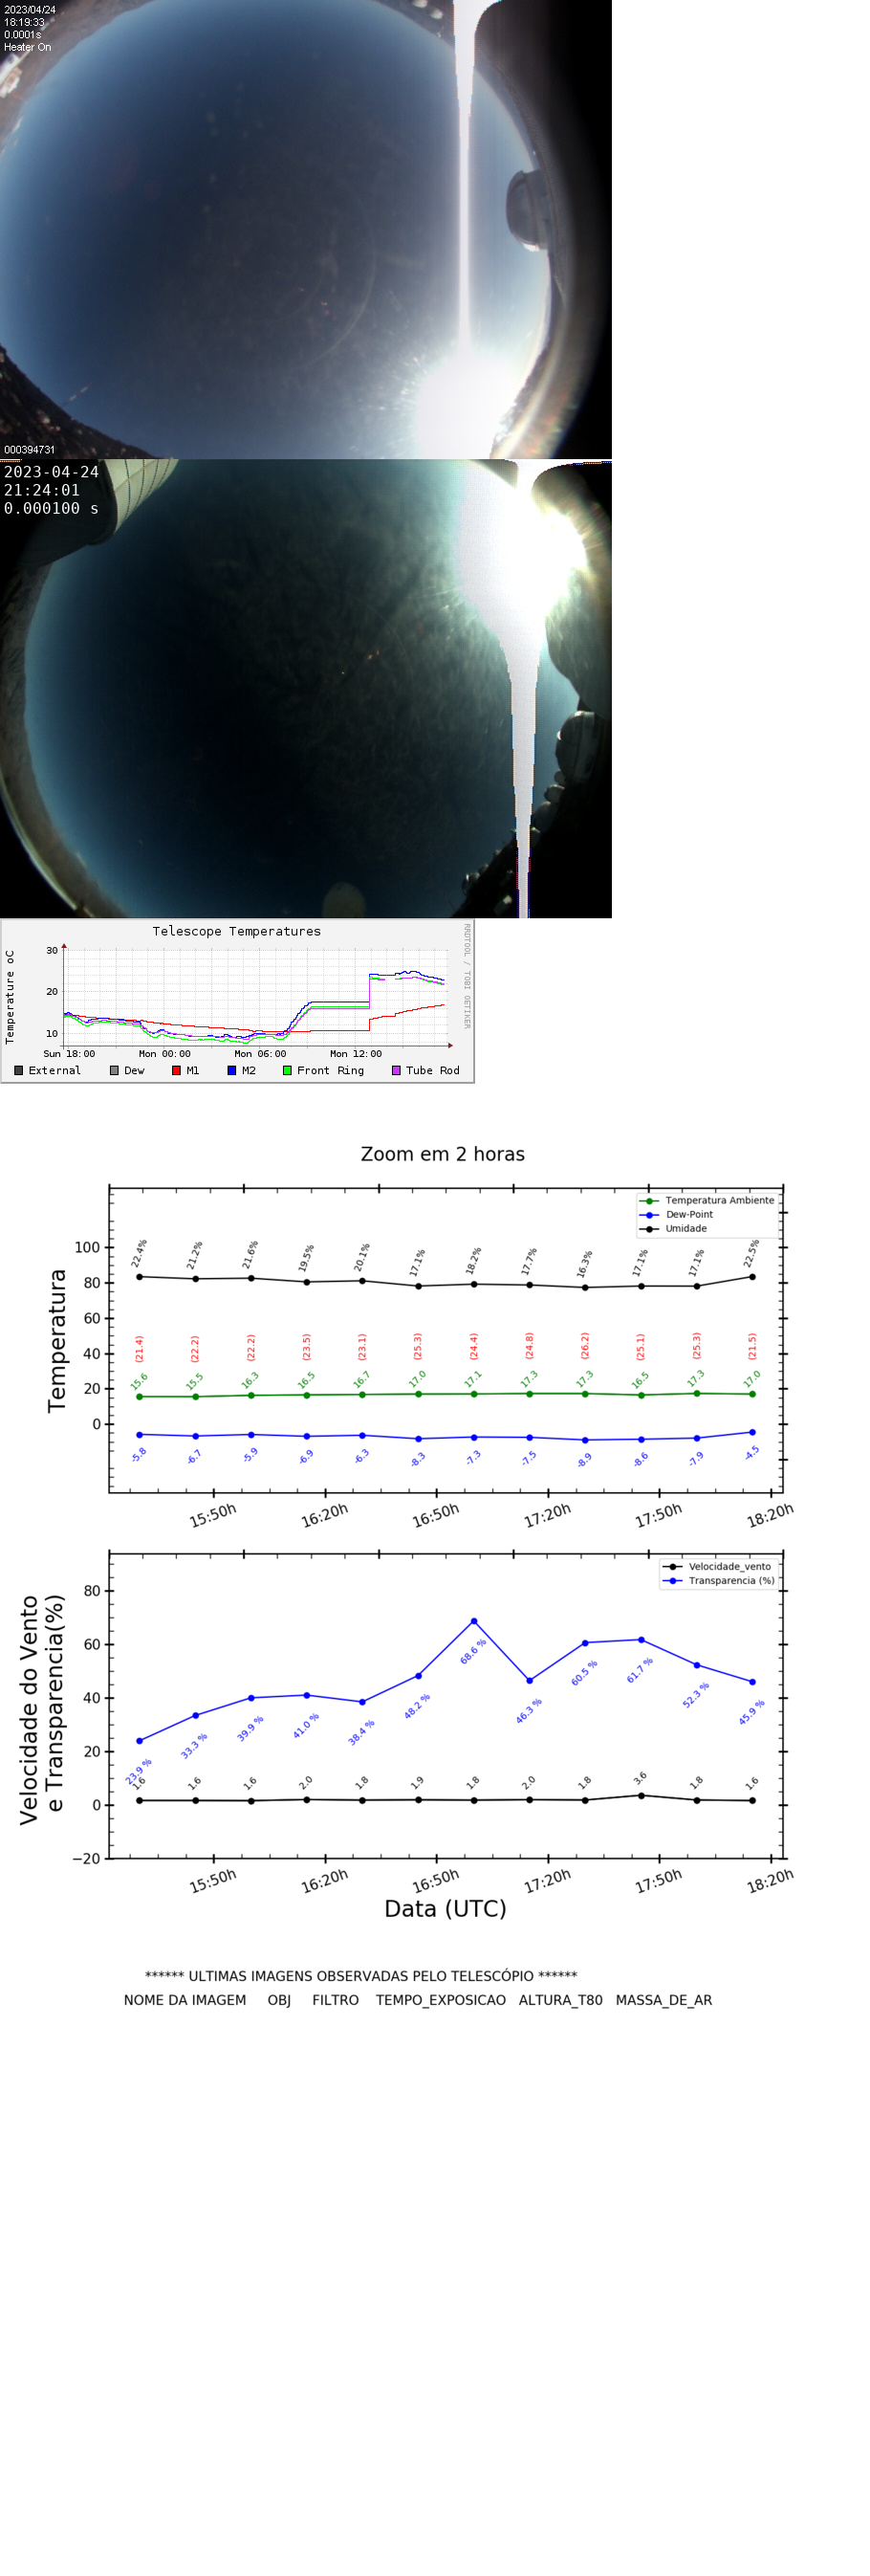 2023/04/24
18:19:33
0.0001s
Heater On
000394731
2023-04-24
21:24:01
0.000100 s
Telescope Temperatures
RRDTOOL / TOBI OETIKER
Temperature oC
30
20
10
Sun 18:00 Mon 00:00 Mon 06:00 Mon 12:00
External Dew M1 M2 Front Ring Tube Rod
Zoom em 2 horas
Temperatura Ambiente
Dew-Point
Umidade
Temperatura
100
80
60
40
20
0
22.4% 21.2% 21.6% 19.5% 20.1% 17.1% 18.2% 17.7% 16.3% 17.1% 17.1% 22.5%
(21.4) (22.2) (22.2) (23.5) (23.1) (25.3) (24.4) (24.8) (26.2) (25.1) (25.3) (21.5)
15.6 15.5 16.3 16.5 16.7 17.0 17.1 17.3 17.3 16.5 17.3 17.0
-5.8 -6.7 -5.9 -6.9 -6.3 -8.3 -7.3 -7.5 -8.9 -8.6 -7.9 -4.5
15:50h 16:20h 16:50h 17:20h 17:50h 18:20h
Velocidade_vento
Transparencia (%)
Velocidade do Vento
e Transparencia(%)
80
60
40
20
0
−20
23.9 % 33.3 % 39.9 % 41.0 % 38.4 % 48.2 % 68.6 % 46.3 % 60.5 % 61.7 % 52.3 % 45.9 %
1.6 1.6 1.6 2.0 1.8 1.9 1.8 2.0 1.8 3.6 1.8 1.6
15:50h 16:20h 16:50h 17:20h 17:50h 18:20h
Data (UTC)
****** ULTIMAS IMAGENS OBSERVADAS PELO TELESCÓPIO ******
NOME DA IMAGEM OBJ FILTRO TEMPO_EXPOSICAO ALTURA_T80 MASSA_DE_AR